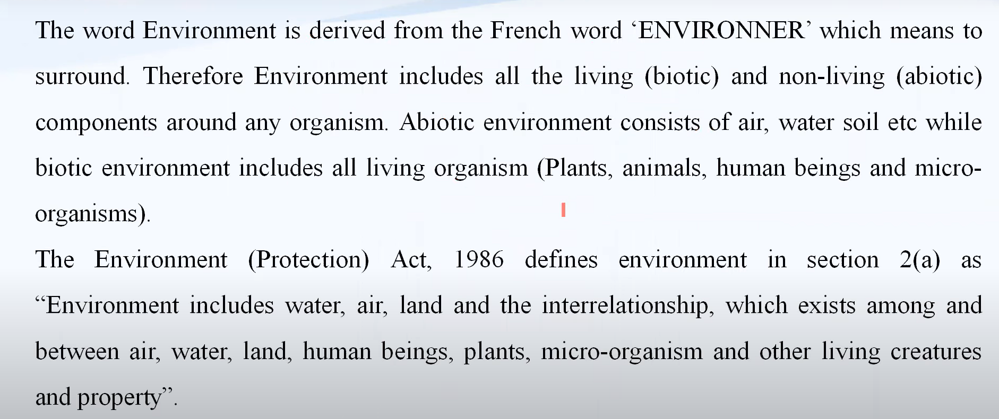 The word Environment is derived from the French word ‘ENVIRONNER’ which means to
surround. Therefore Environment includes all the living (biotic) and non-living (abiotic)
components around any organism. Abiotic environment consists of air, water soil etc while
biotic environment includes all living organism (Plants, animals, human beings and micro-
organisms).
The Environment (Protection) Act, 1986 defines environment in section 2(a) as
“Environment includes water, air, land and the interrelationship, which exists among and
between air, water, land, human beings, plants, micro-organism and other living creatures
and property”.